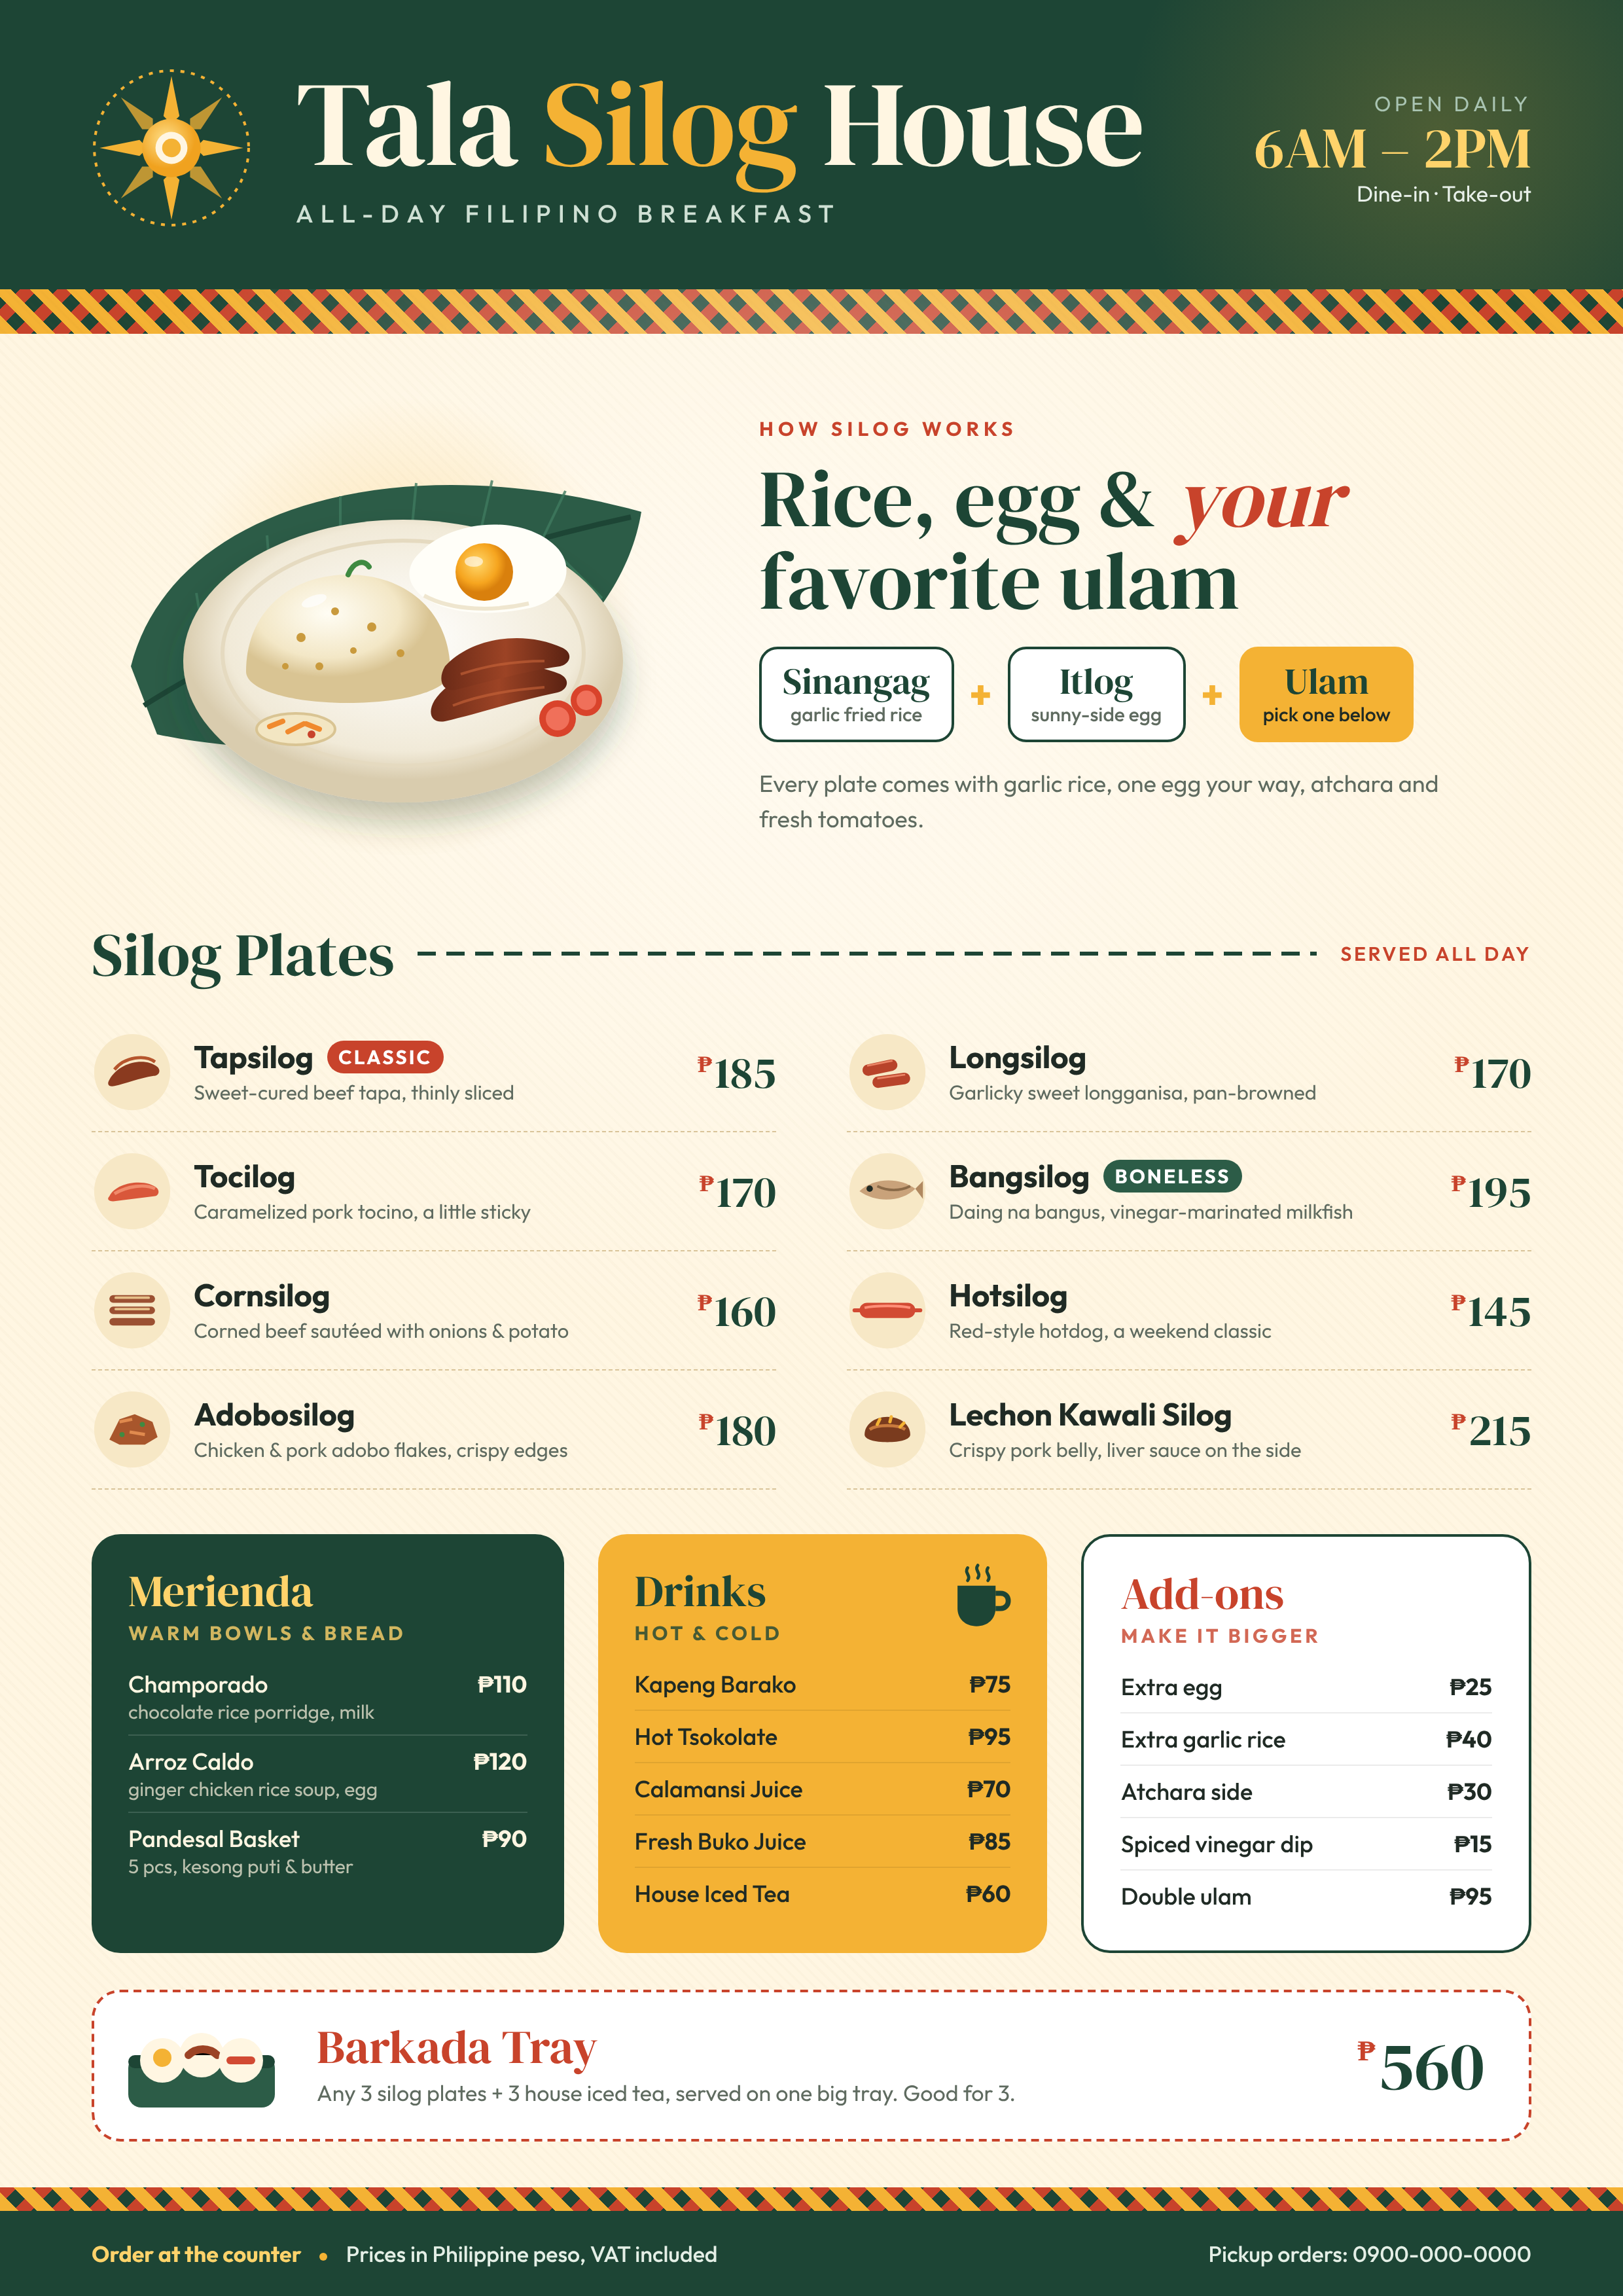 Tala Silog House
ALL-DAY FILIPINO BREAKFAST
OPEN DAILY
6AM – 2PM
Dine-in · Take-out
HOW SILOG WORKS
Rice, egg & your
favorite ulam
Sinangag
garlic fried rice
+
Itlog
sunny-side egg
+
Ulam
pick one below
Every plate comes with garlic rice, one egg your way, atchara and
fresh tomatoes.
Silog Plates
SERVED ALL DAY
Tapsilog CLASSIC
Sweet-cured beef tapa, thinly sliced
₱185
Longsilog
Garlicky sweet longganisa, pan-browned
₱170
Tocilog
Caramelized pork tocino, a little sticky
₱170
Bangsilog BONELESS
Daing na bangus, vinegar-marinated milkfish
₱195
Cornsilog
Corned beef sautéed with onions & potato
₱160
Hotsilog
Red-style hotdog, a weekend classic
₱145
Adobosilog
Chicken & pork adobo flakes, crispy edges
₱180
Lechon Kawali Silog
Crispy pork belly, liver sauce on the side
₱215
Merienda
WARM BOWLS & BREAD
Champorado ₱110
chocolate rice porridge, milk
Arroz Caldo ₱120
ginger chicken rice soup, egg
Pandesal Basket ₱90
5 pcs, kesong puti & butter
Drinks
HOT & COLD
Kapeng Barako ₱75
Hot Tsokolate ₱95
Calamansi Juice ₱70
Fresh Buko Juice ₱85
House Iced Tea ₱60
Add-ons
MAKE IT BIGGER
Extra egg ₱25
Extra garlic rice ₱40
Atchara side ₱30
Spiced vinegar dip ₱15
Double ulam ₱95
Barkada Tray
Any 3 silog plates + 3 house iced tea, served on one big tray. Good for 3.
₱560
Order at the counter • Prices in Philippine peso, VAT included
Pickup orders: 0900-000-0000